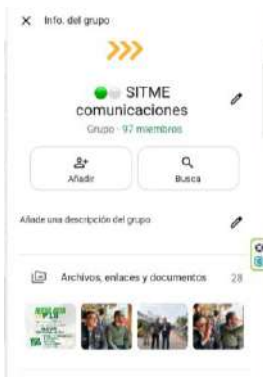 Info. del grupo
SITME
comunicaciones
Grupo · 97 miembros
Añadir
Busca
Añade una descripción del grupo
Archivos, enlaces y documentos 28